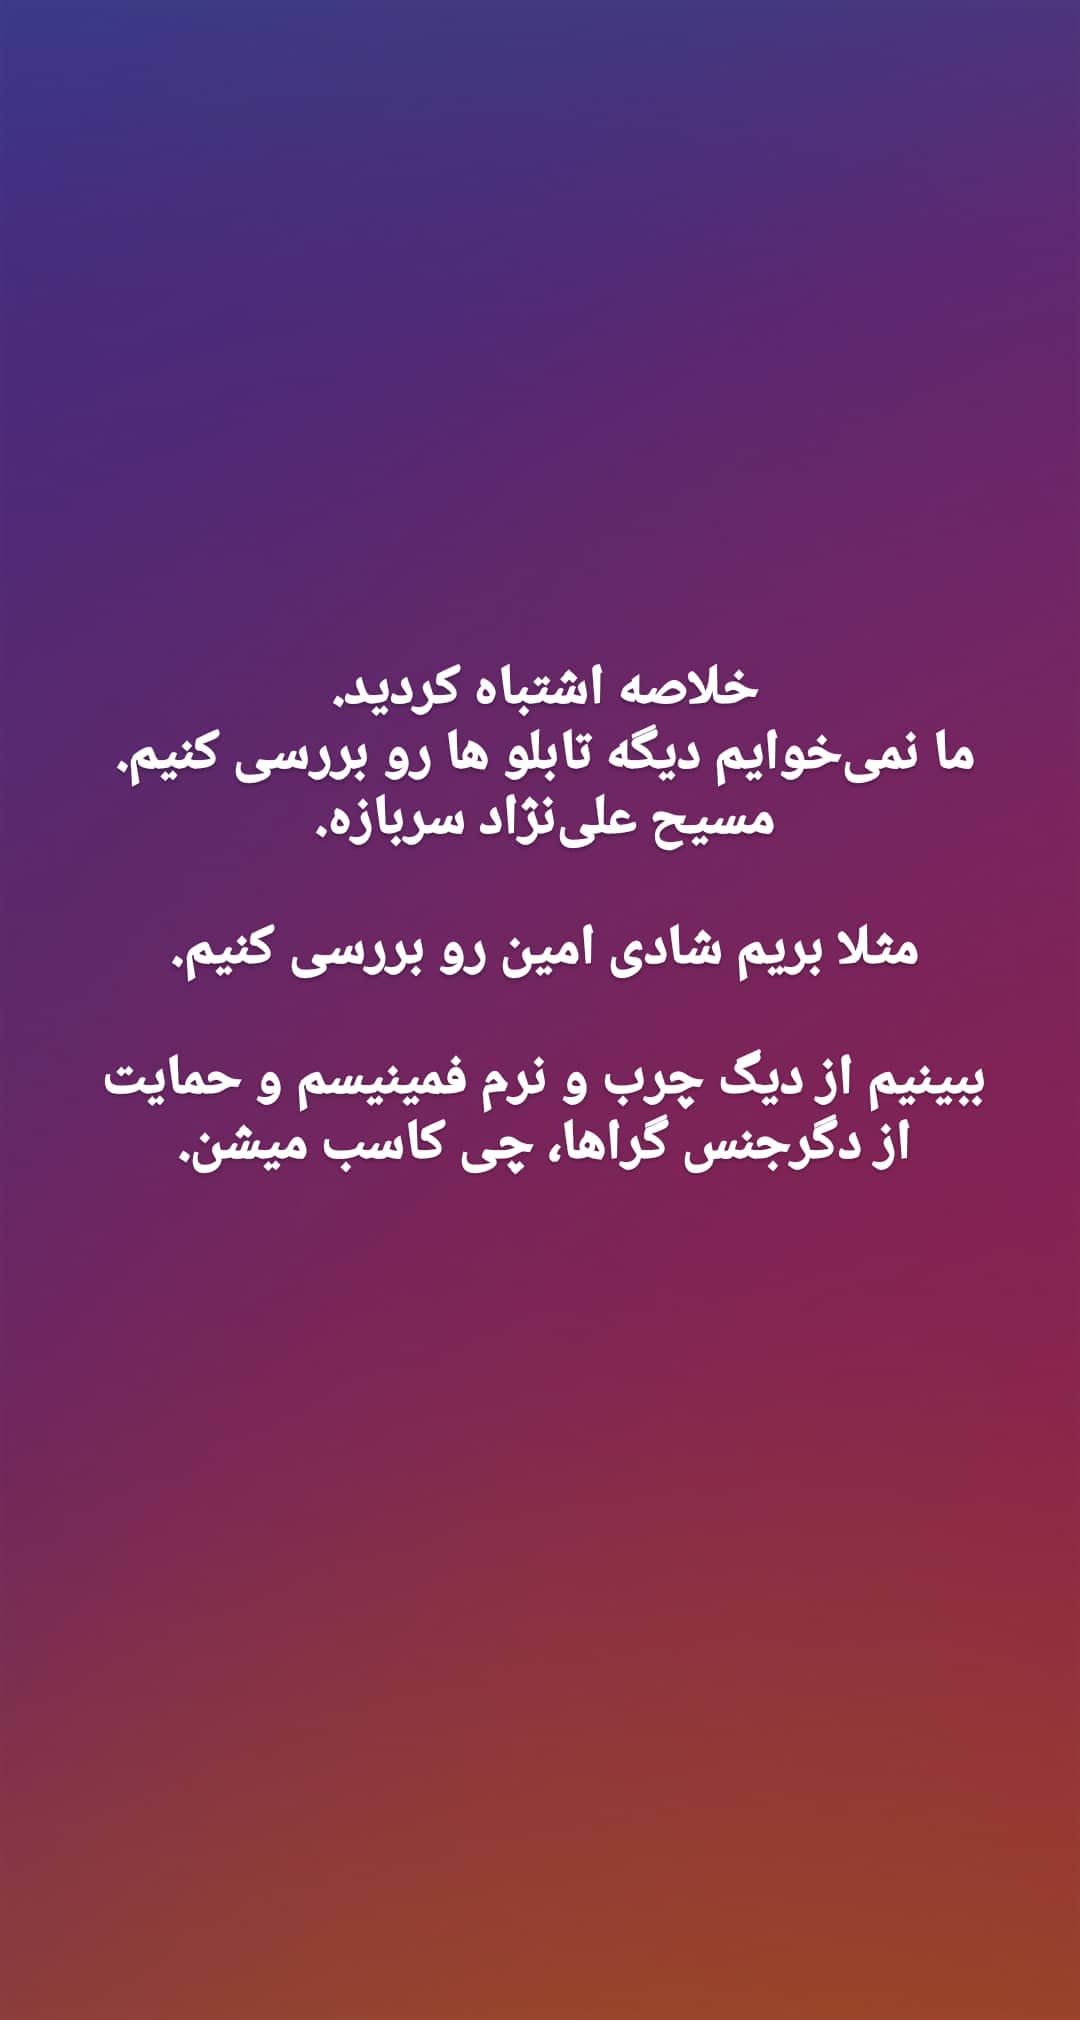 خلاصه اشتباه کردید.
ما نمی‌خوایم دیگه تابلو ها رو بررسی کنیم.
مسیح علی‌نژاد سربازه.
مثلا بریم شادی امین رو بررسی کنیم.
ببینیم از دیگ چرب و نرم فمینیسم و حمایت
از دگرجنس گراها، چی کاسب میشن.